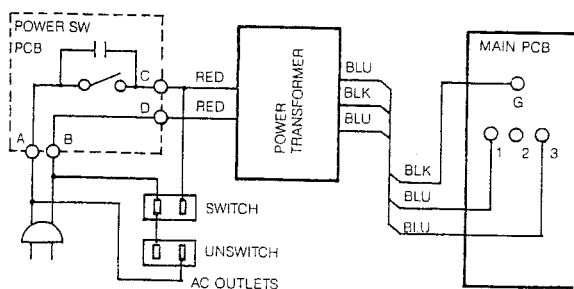 POWER SW
PCB
C
RED
D
RED
A
B
POWER
TRANSFORMER
BLU
BLK
BLU
MAIN PCB
G
1
2
3
BLK
BLU
BLU
SWITCH
UNSWITCH
AC OUTLETS